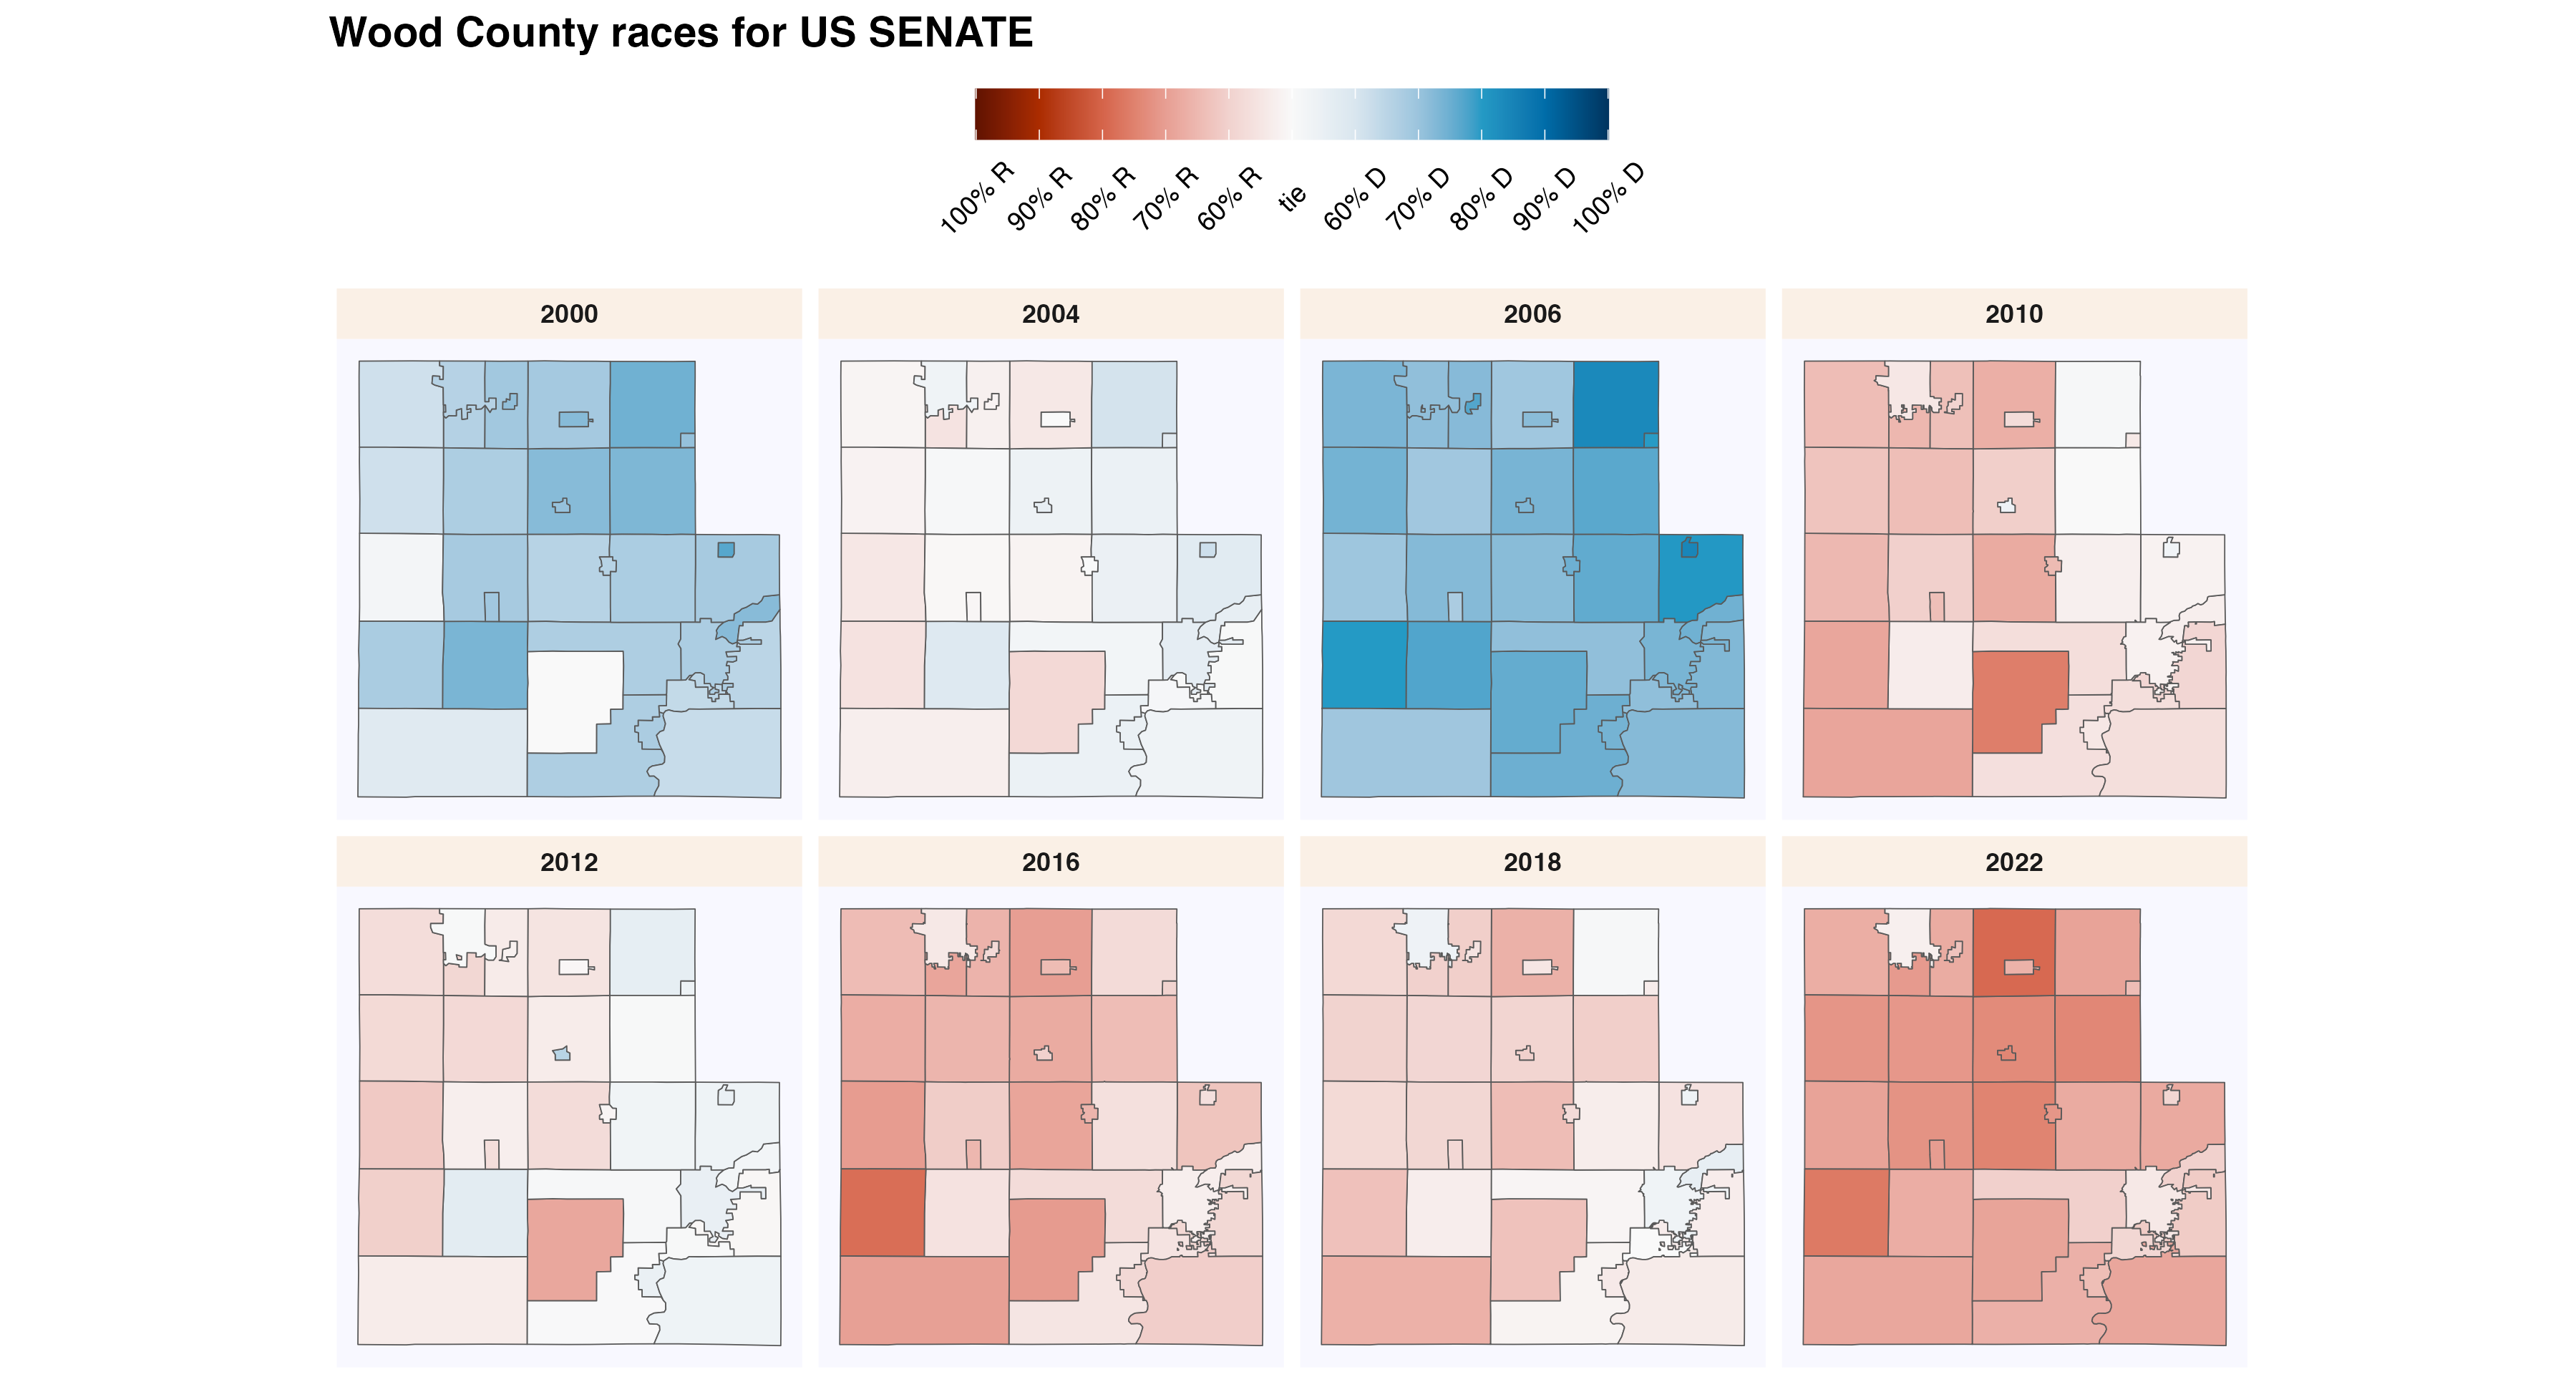 Wood County races for US SENATE
100% R
90% R
80% R
70% R
60% R
tie
60% D
70% D
80% D
90% D
100% D
2000
2004
2006
2010
2012
2016
2018
2022